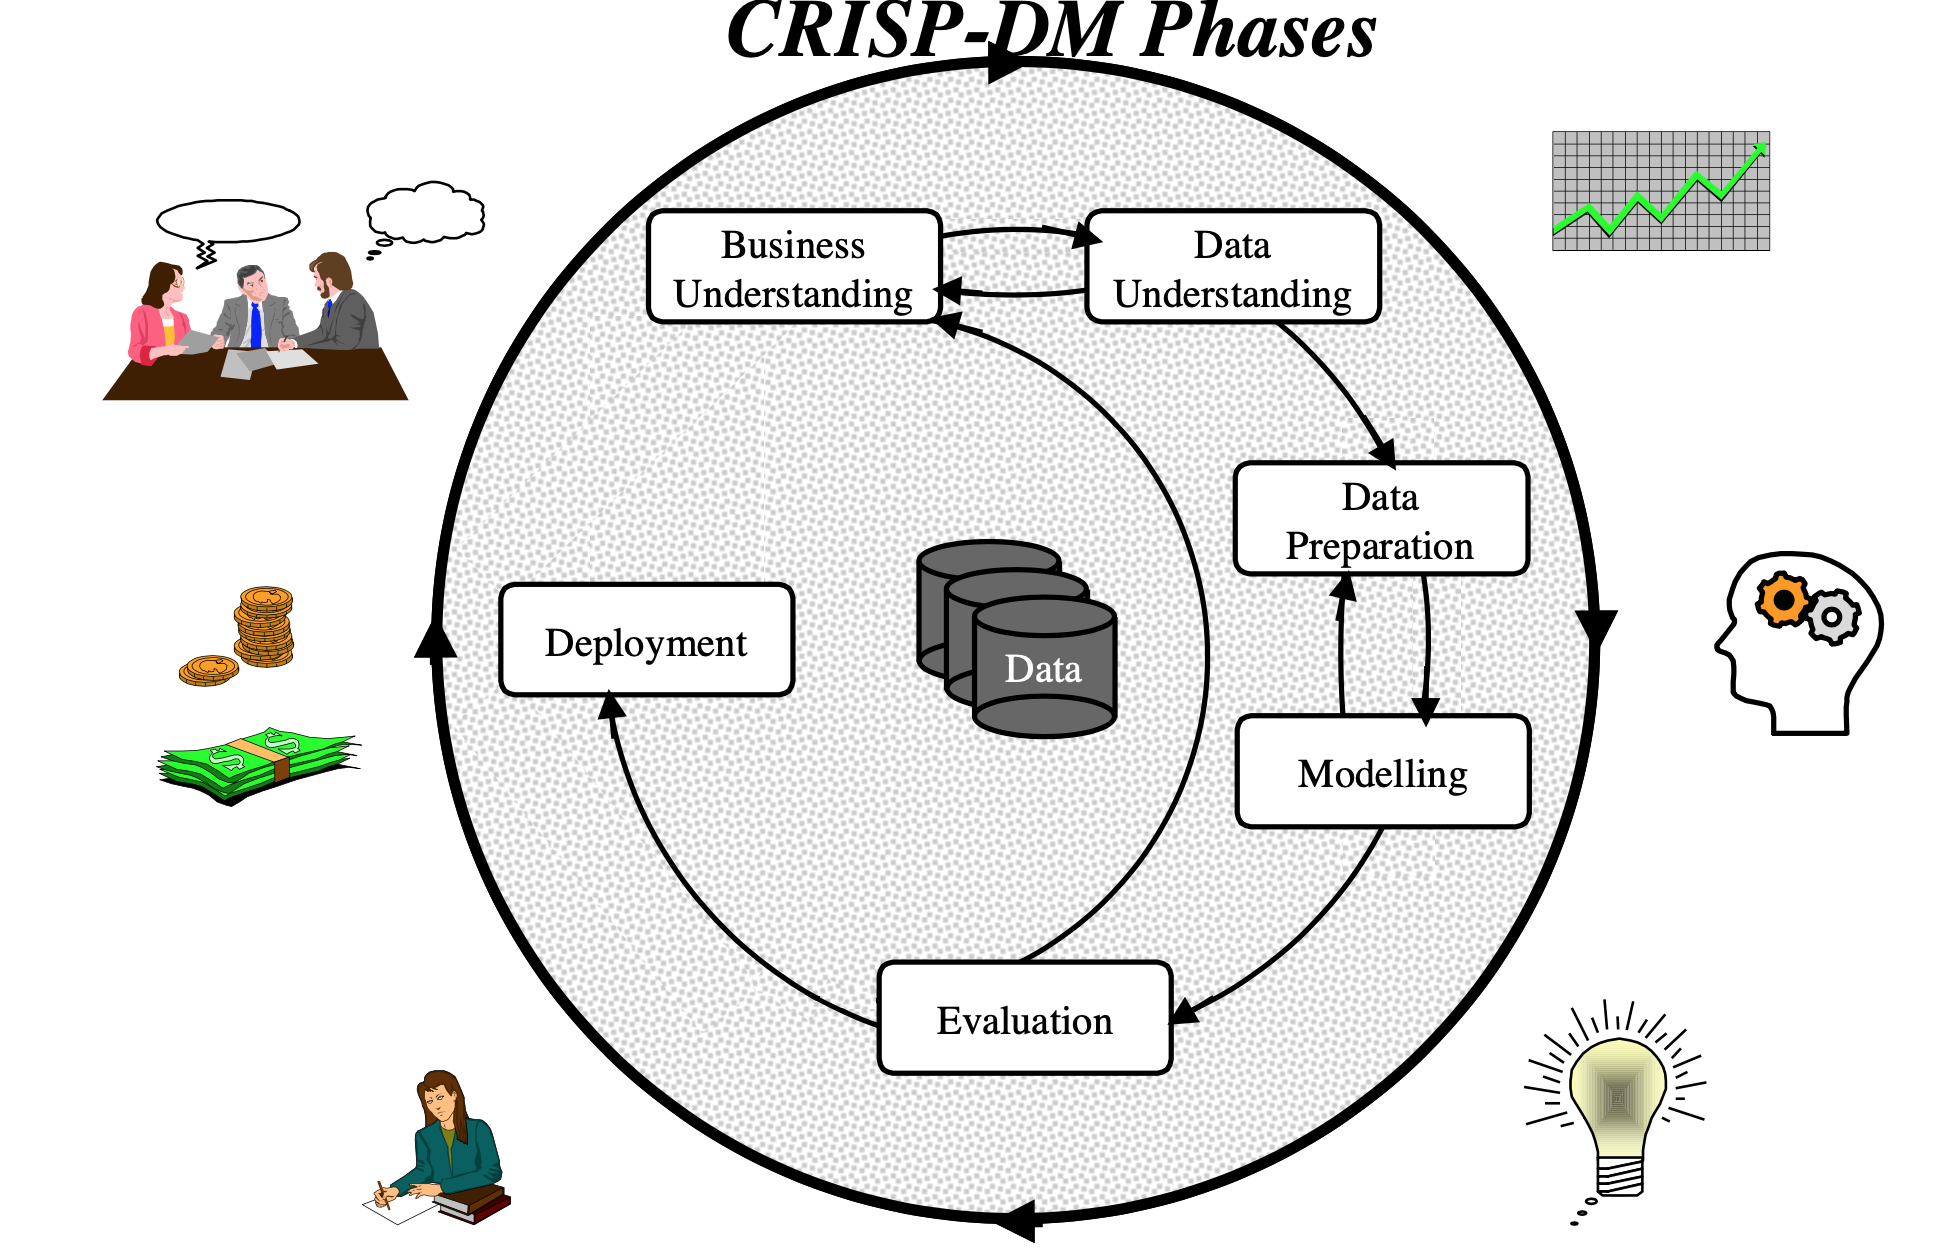 CRISP-DM Phases
Business
Understanding
Data
Understanding
Data
Preparation
Deployment
Data
Modelling
Evaluation
$ $